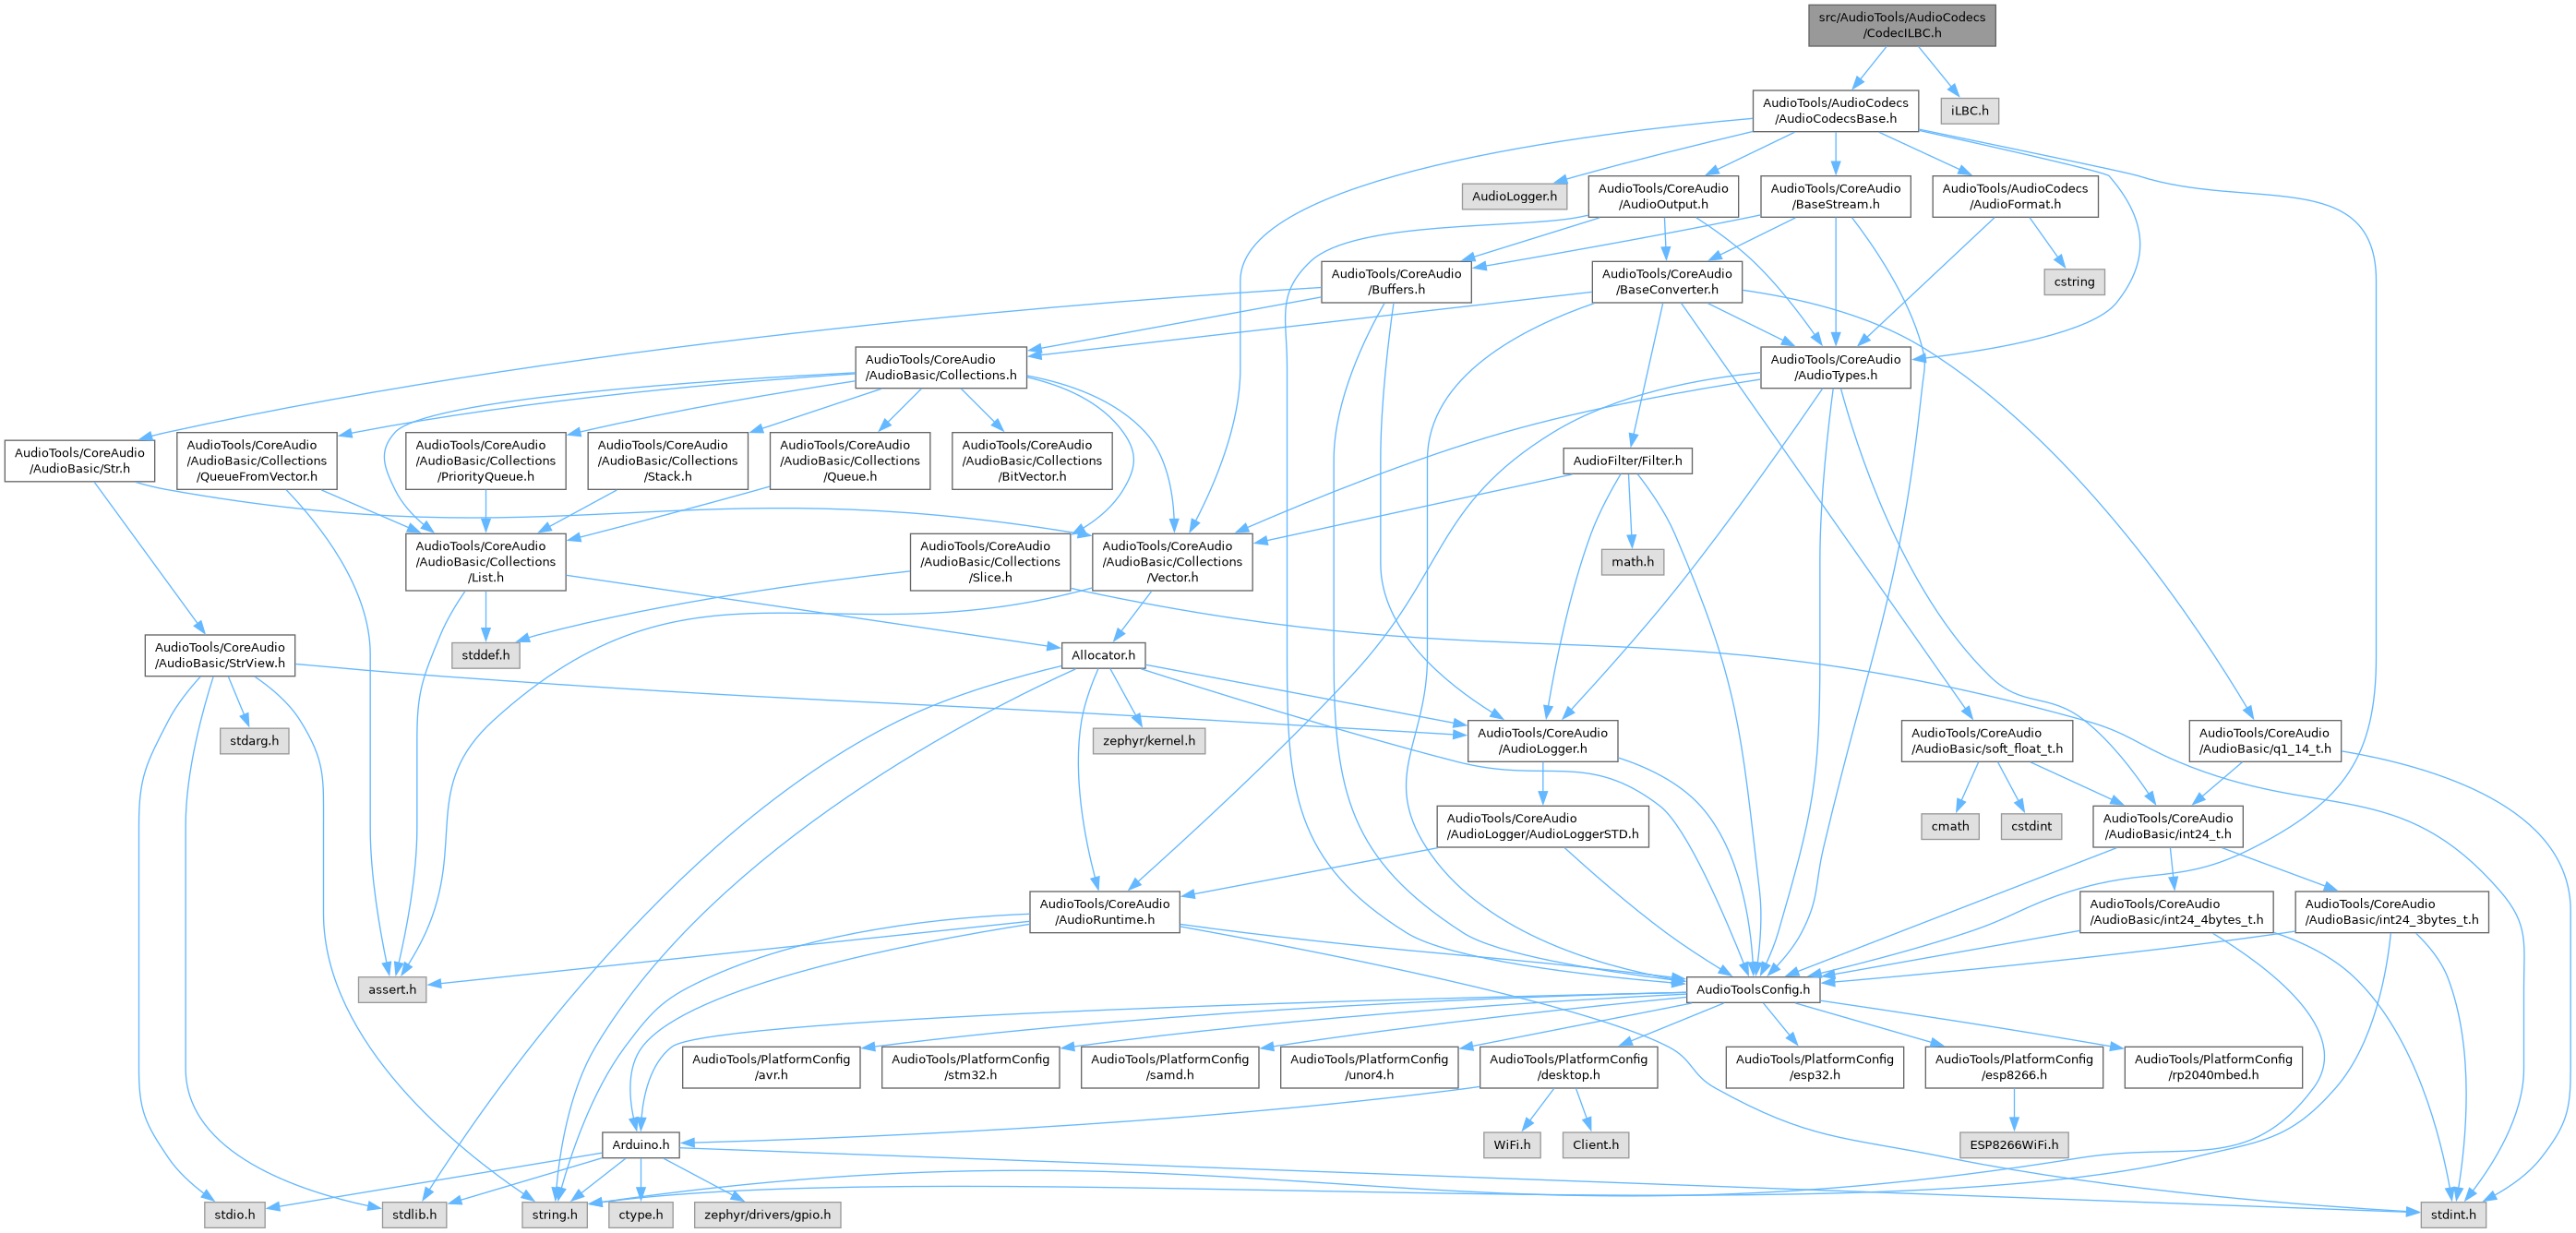 src/AudioTools/AudioCodecs
/CodecILBC.h
AudioTools/AudioCodecs
/AudioCodecsBase.h
iLBC.h
AudioLogger.h
AudioTools/CoreAudio
/AudioOutput.h
AudioTools/CoreAudio
/BaseStream.h
AudioTools/AudioCodecs
/AudioFormat.h
AudioTools/CoreAudio
/Buffers.h
AudioTools/CoreAudio
/BaseConverter.h
cstring
AudioTools/CoreAudio
/AudioBasic/Collections.h
AudioTools/CoreAudio
/AudioTypes.h
AudioTools/CoreAudio
/AudioBasic/Str.h
AudioTools/CoreAudio
/AudioBasic/Collections
/QueueFromVector.h
AudioTools/CoreAudio
/AudioBasic/Collections
/PriorityQueue.h
AudioTools/CoreAudio
/AudioBasic/Collections
/Stack.h
AudioTools/CoreAudio
/AudioBasic/Collections
/Queue.h
AudioTools/CoreAudio
/AudioBasic/Collections
/BitVector.h
AudioFilter/Filter.h
AudioTools/CoreAudio
/AudioBasic/Collections
/List.h
AudioTools/CoreAudio
/AudioBasic/Collections
/Slice.h
AudioTools/CoreAudio
/AudioBasic/Collections
/Vector.h
math.h
AudioTools/CoreAudio
/AudioBasic/StrView.h
stddef.h
Allocator.h
stdarg.h
zephyr/kernel.h
AudioTools/CoreAudio
/AudioLogger.h
AudioTools/CoreAudio
/AudioBasic/soft_float_t.h
AudioTools/CoreAudio
/AudioBasic/q1_14_t.h
AudioTools/CoreAudio
/AudioLogger/AudioLoggerSTD.h
cmath
cstdint
AudioTools/CoreAudio
/AudioBasic/int24_t.h
AudioTools/CoreAudio
/AudioRuntime.h
AudioTools/CoreAudio
/AudioBasic/int24_4bytes_t.h
AudioTools/CoreAudio
/AudioBasic/int24_3bytes_t.h
assert.h
AudioToolsConfig.h
AudioTools/PlatformConfig
/avr.h
AudioTools/PlatformConfig
/stm32.h
AudioTools/PlatformConfig
/samd.h
AudioTools/PlatformConfig
/unor4.h
AudioTools/PlatformConfig
/desktop.h
AudioTools/PlatformConfig
/esp32.h
AudioTools/PlatformConfig
/esp8266.h
AudioTools/PlatformConfig
/rp2040mbed.h
Arduino.h
WiFi.h
Client.h
ESP8266WiFi.h
stdio.h
stdlib.h
string.h
ctype.h
zephyr/drivers/gpio.h
stdint.h